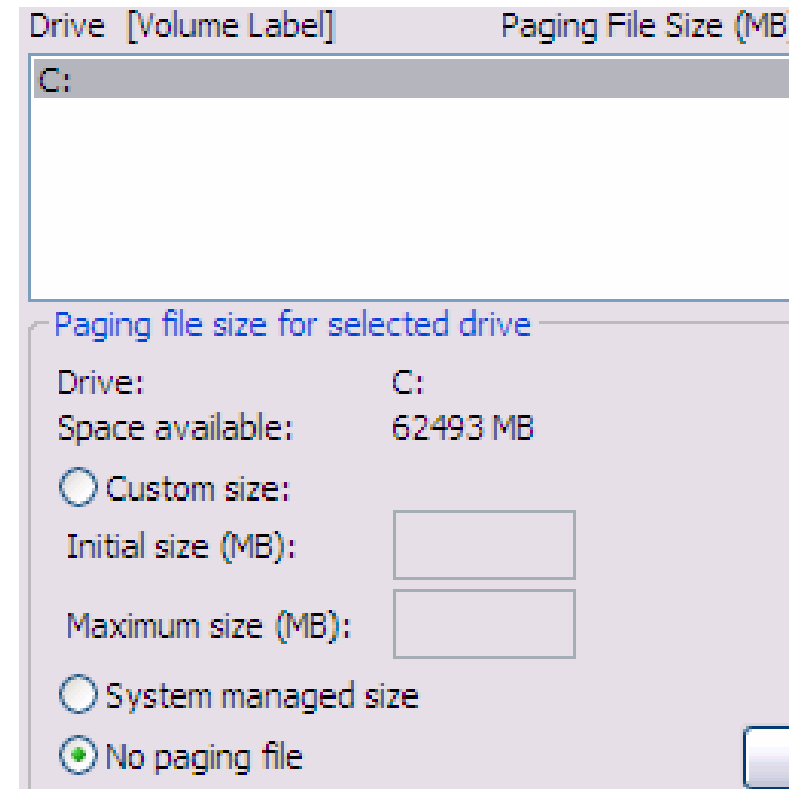 Drive [Volume Label] Paging File Size (MB)
C:
Paging file size for selected drive
Drive: C:
Space available: 62493 MB
Custom size:
Initial size (MB):
Maximum size (MB):
System managed size
No paging file